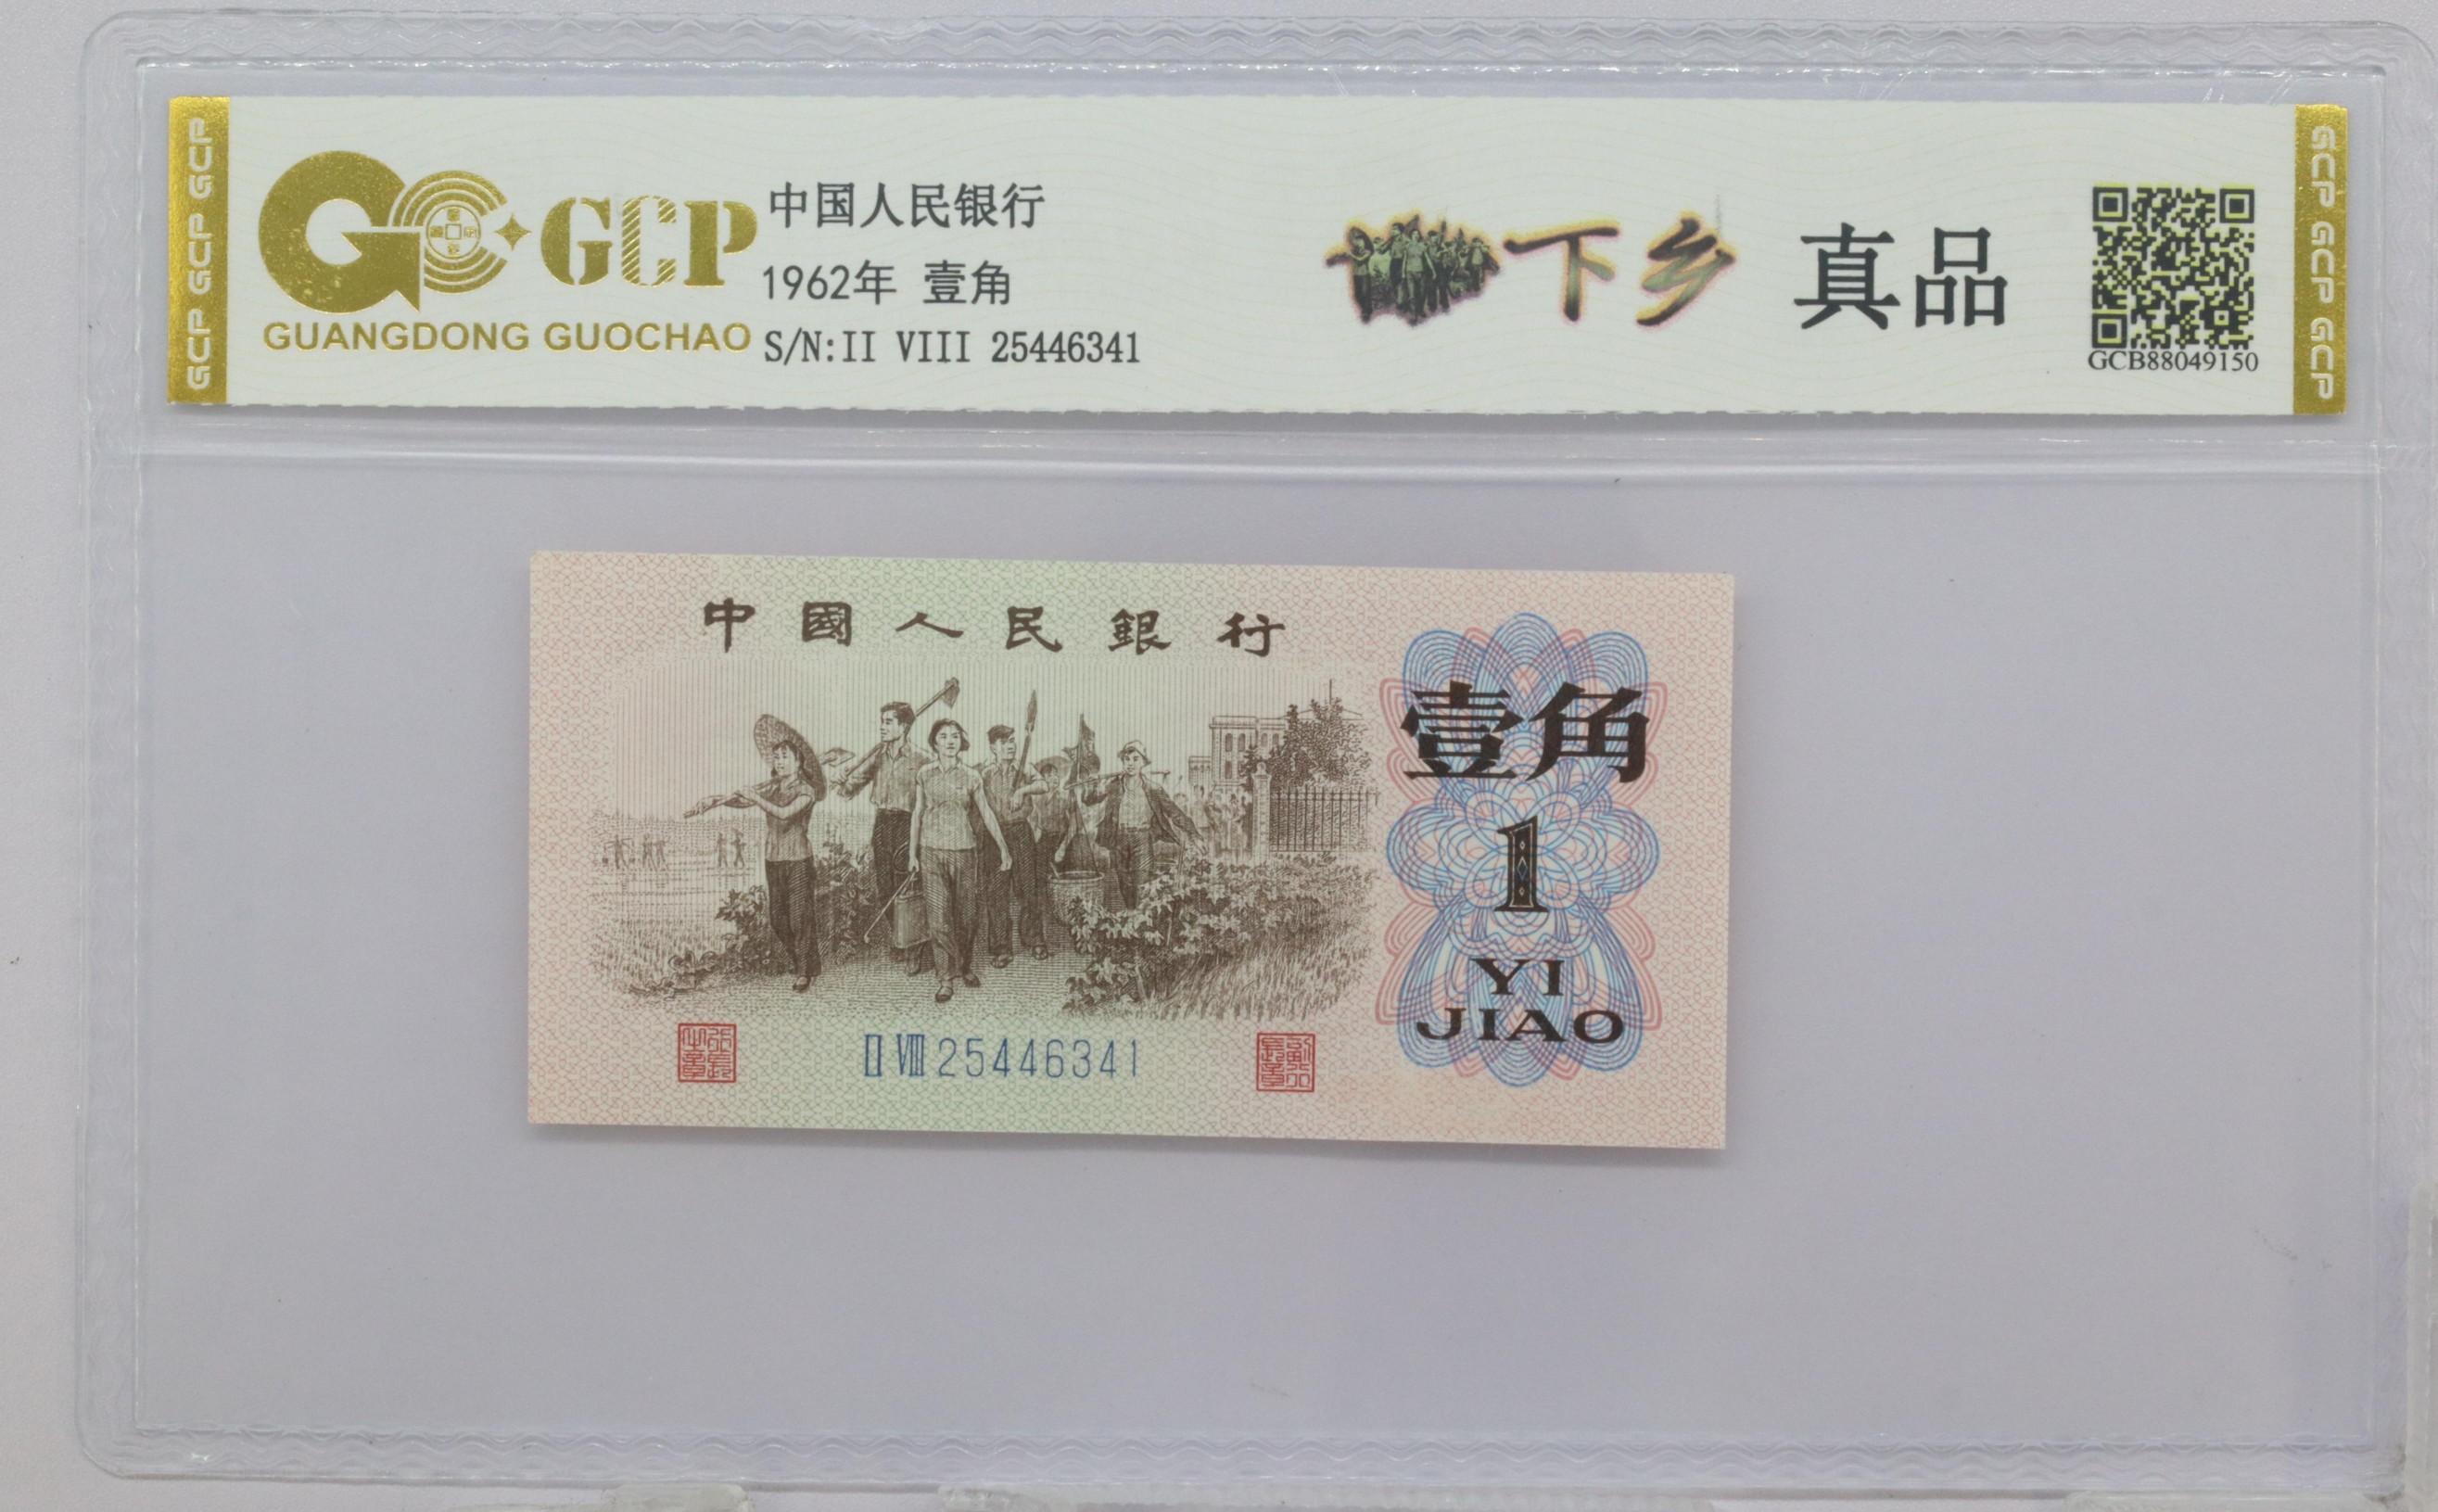 GCP GCP GCP
GCP
GUANGDONG GUOCHAO
中国人民银行
1962年 壹角
S/N:II VIII 25446341
下乡
真品
GCB88049150
GCP GCP GCP
中國人民銀行
壹角
1
YI
JIAO
II VIII 25446341